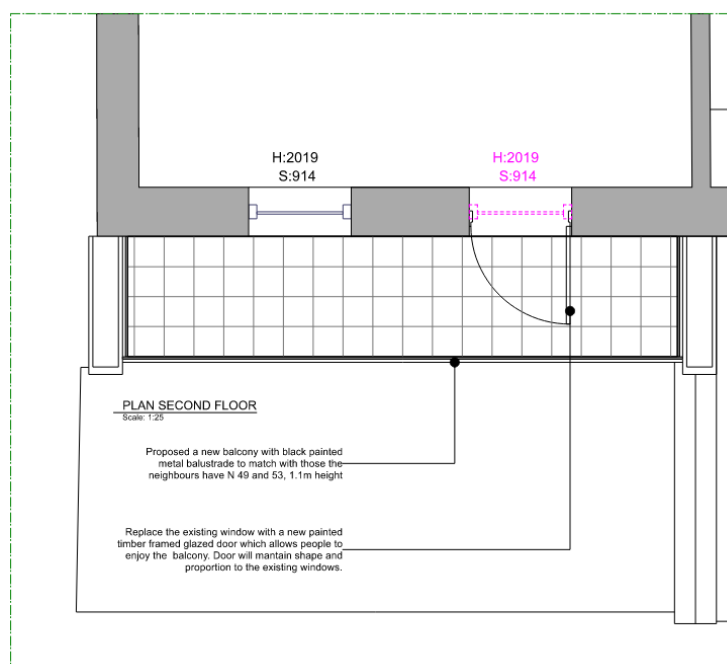 H:2019
S:914
H:2019
S:914
PLAN SECOND FLOOR
Scale: 1:25
Proposed a new balcony with black painted
metal balustrade to match with those the
neighbours have N 49 and 53, 1.1m height
Replace the existing window with a new painted
timber framed glazed door which allows people to
enjoy the balcony. Door will mantain shape and
proportion to the existing windows.